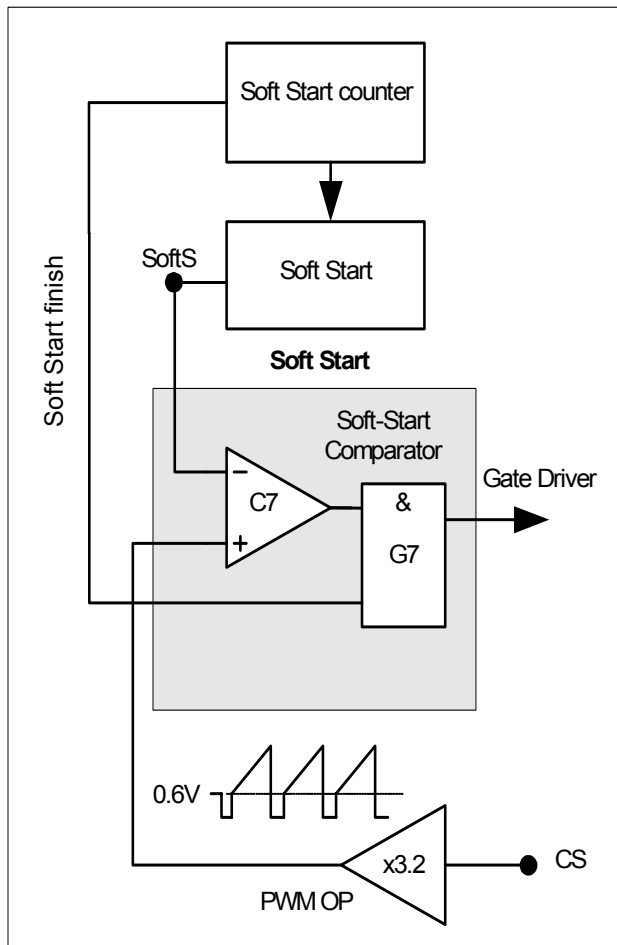 Soft Start counter
SoftS
Soft Start
Soft Start finish
Soft Start
Soft-Start
Comparator
Gate Driver
−
C7
+
&
G7
0.6V
x3.2
CS
PWM OP